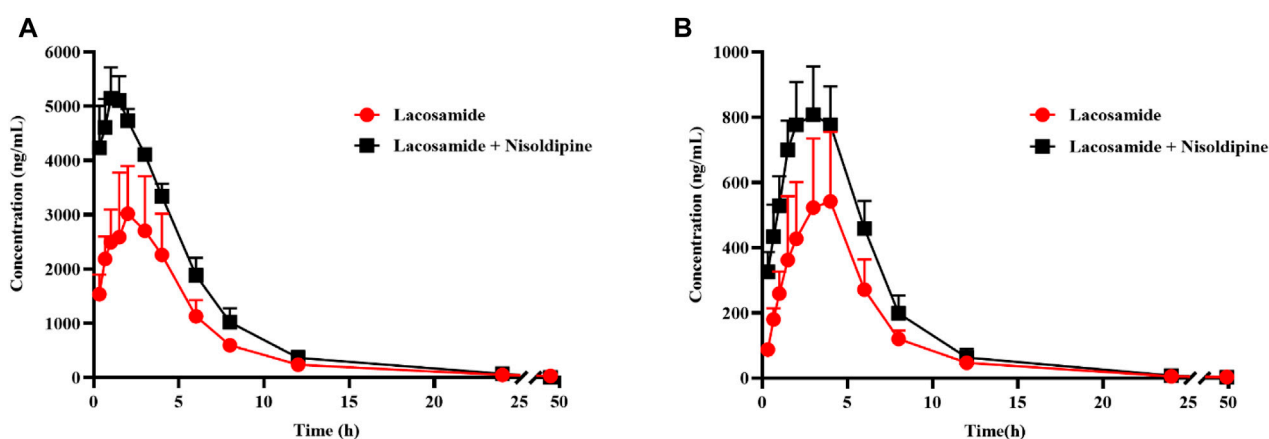 A
6000
5000
4000
3000
2000
1000
0
Concentration (ng/mL)
0 5 10 15 20 25 50
Time (h)
Lacosamide
Lacosamide + Nisoldipine
B
1000
800
600
400
200
0
Concentration (ng/mL)
0 5 10 15 20 25 50
Time(h)
Lacosamide
Lacosamide + Nisoldipine